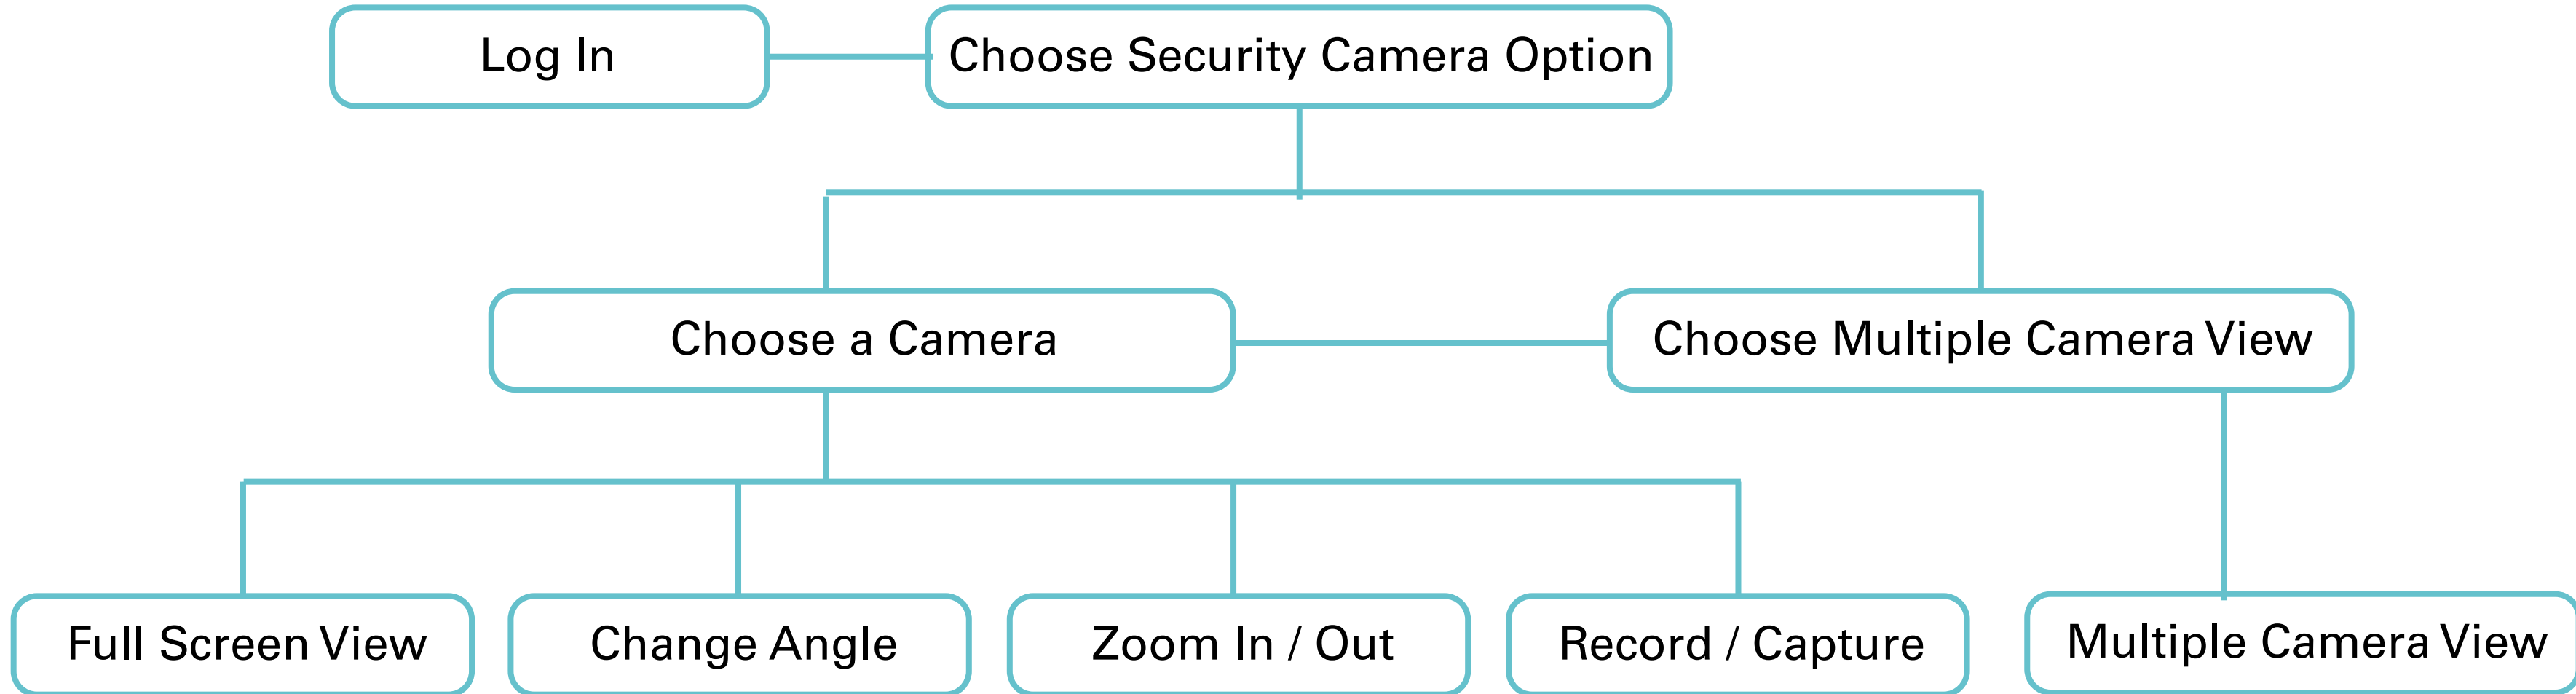 Log In
Choose Security Camera Option
Choose a Camera
Choose Multiple Camera View
Full Screen View
Change Angle
Zoom In / Out
Record / Capture
Multiple Camera View